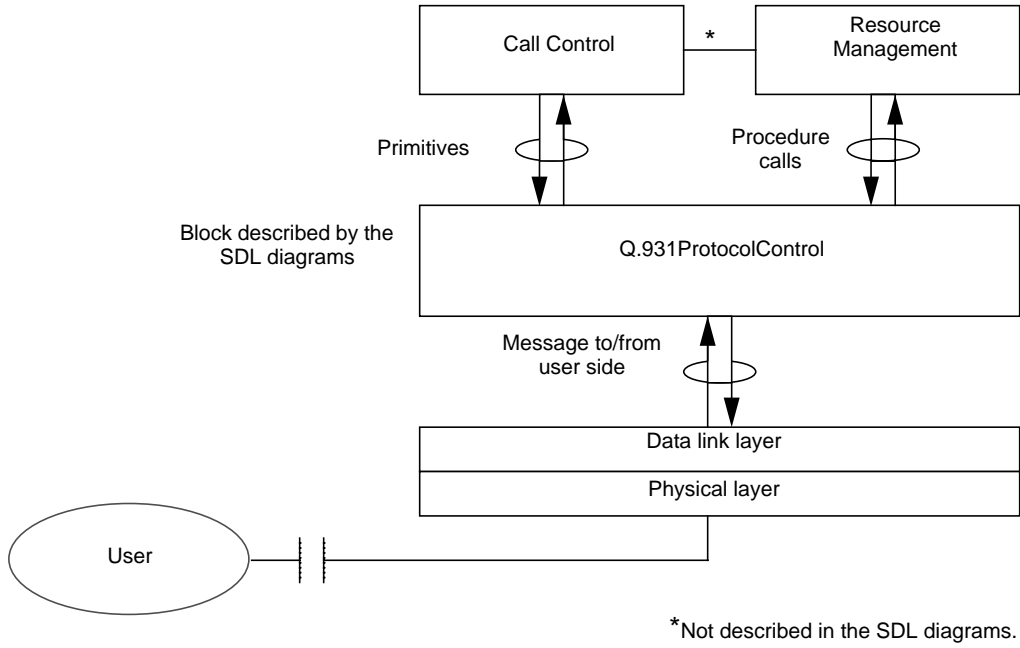 Call Control
*
Resource
Management
Primitives
Procedure
calls
Block described by the
SDL diagrams
Q.931ProtocolControl
Message to/from
user side
Data link layer
Physical layer
User
*Not described in the SDL diagrams.